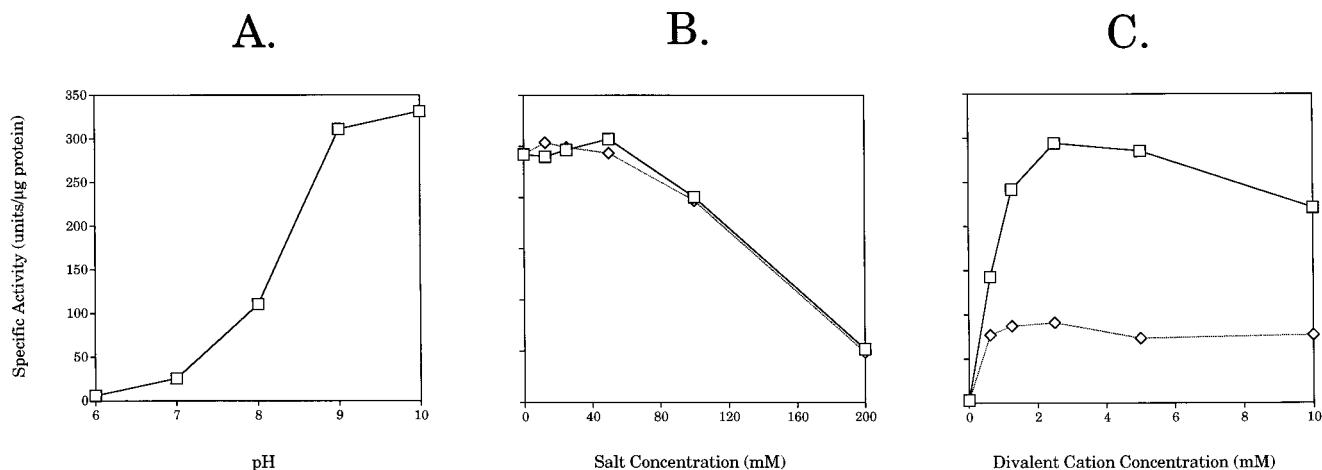 A.
B.
C.
Specific Activity (units/µg protein)
350
300
250
200
150
100
50
0
6 7 8 9 10
0 40 80 120 160 200
0 2 4 6 8 10
pH
Salt Concentration (mM)
Divalent Cation Concentration (mM)